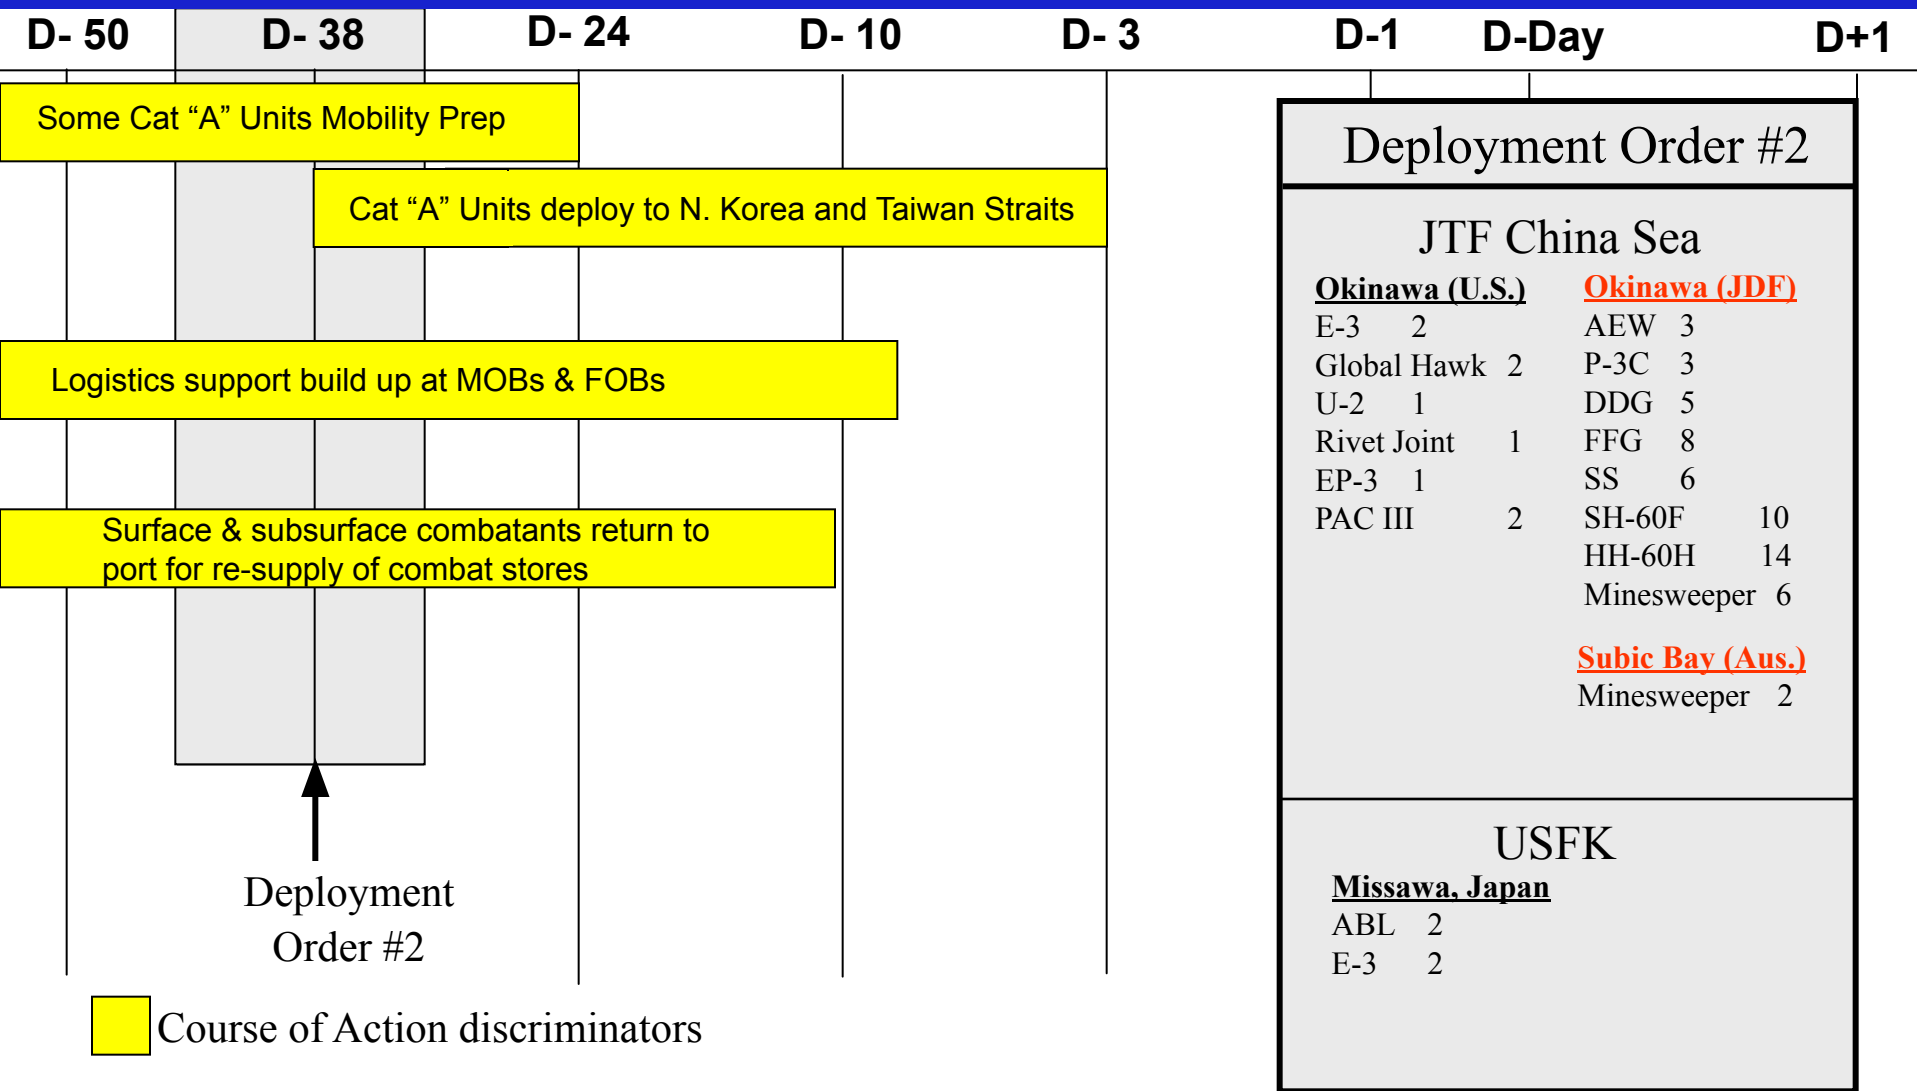 D- 50 D- 38 D- 24 D- 10 D- 3 D-1 D-Day D+1
Some Cat “A” Units Mobility Prep
Cat “A” Units deploy to N. Korea and Taiwan Straits
Logistics support build up at MOBs & FOBs
Surface & subsurface combatants return to
port for re-supply of combat stores
Deployment
Order #2
Course of Action discriminators
Deployment Order #2
JTF China Sea
Okinawa (U.S.)
E-3 2
Global Hawk 2
U-2 1
Rivet Joint 1
EP-3 1
PAC III 2
Okinawa (JDF)
AEW 3
P-3C 3
DDG 5
FFG 8
SS 6
SH-60F 10
HH-60H 14
Minesweeper 6
Subic Bay (Aus.)
Minesweeper 2
USFK
Missawa, Japan
ABL 2
E-3 2